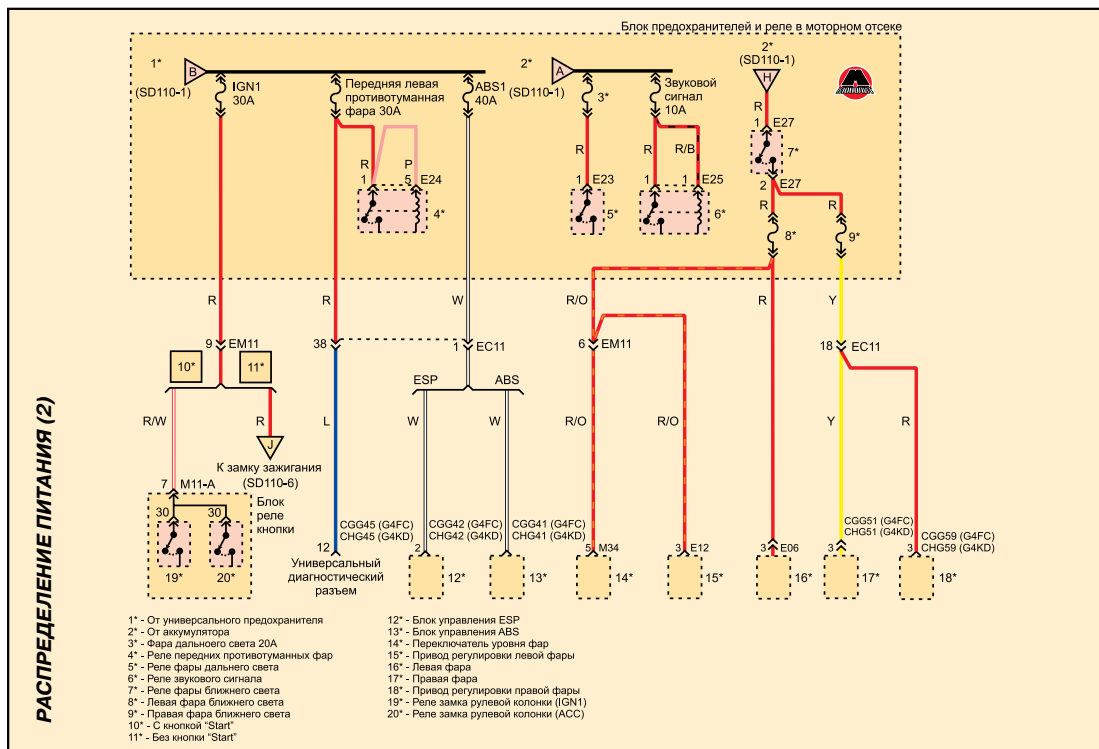 Блок предохранителей и реле в моторном отсеке
1*
B
(SD110-1)
IGN1
30A
Передняя левая
противотуманная
фара 30А
ABS1
40A
2*
A
(SD110-1)
3*
Звуковой
сигнал
10А
2*
(SD110-1)
H
R
1 E27
7*
2 E27
R
R
8*
9*
R
P
1
5 E24
4*
R
1 E23
5*
R
R/B
1
1 E25
6*
R
R
W
R/O
R
Y
9 EM11
38
1 EC11
6 EM11
18 EC11
10*
11*
ESP
ABS
R/W
R
L
W
W
R/O
R/O
Y
R
J
К замку зажигания
(SD110-6)
7 M11-A
Блок
реле
кнопки
30
30
19*
20*
CGG45 (G4FC)
CHG45 (G4KD)
12
Универсальный
диагностический
разъем
CGG42 (G4FC)
CHG42 (G4KD)
2
12*
CGG41 (G4FC)
CHG41 (G4KD)
13*
5 M34
14*
3 E12
15*
3 E06
16*
CGG51 (G4FC)
CHG51 (G4KD)
3
17*
CGG59 (G4FC)
CHG59 (G4KD)
3
18*
РАСПРЕДЕЛЕНИЕ ПИТАНИЯ (2)
1* - От универсального предохранителя
2* - От аккумулятора
3* - Фара дальноего света 20А
4* - Реле передних противотуманных фар
5* - Реле фары дальнего света
6* - Реле звукового сигнала
7* - Реле фары ближнего света
8* - Левая фара ближнего света
9* - Правая фара ближнего света
10* - С кнопкой "Start"
11* - Без кнопки "Start"
12* - Блок управления ESP
13* - Блок управления ABS
14* - Переключатель уровня фар
15* - Привод регулировки левой фары
16* - Левая фара
17* - Правая фара
18* - Привод регулировки правой фары
19* - Реле замка рулевой колонки (IGN1)
20* - Реле замка рулевой колонки (ACC)